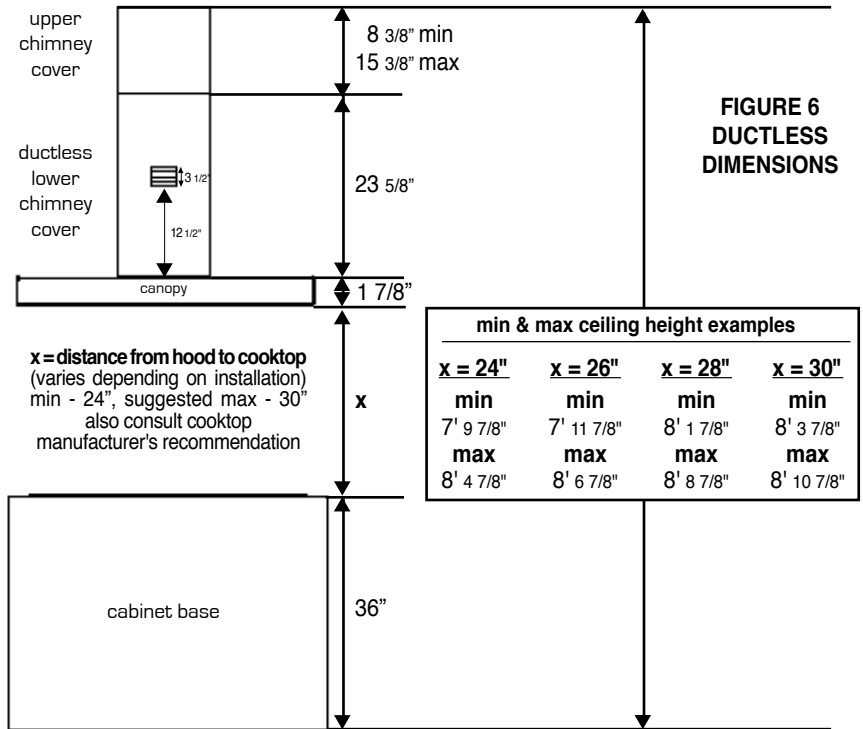 upper
chimney
cover
8 3/8” min
15 3/8” max
FIGURE 6
DUCTLESS
DIMENSIONS
ductless
lower
chimney
cover
3 1/2”
12 1/2”
23 5/8”
canopy
1 7/8”
x = distance from hood to cooktop
(varies depending on installation)
min - 24”, suggested max - 30”
also consult cooktop
manufacturer's recommendation
x
min & max ceiling height examples
x = 24" x = 26" x = 28" x = 30"
min min min min
7' 9 7/8" 7' 11 7/8" 8' 1 7/8" 8' 3 7/8"
max max max max
8' 4 7/8" 8' 6 7/8" 8' 8 7/8" 8' 10 7/8"
cabinet base
36”